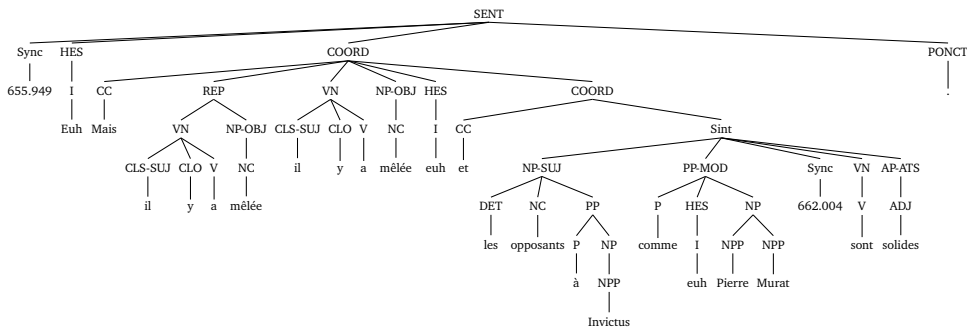 SENT
Sync HES COORD PONCT
655.949 I CC REP VN NP-OBJ HES COORD .
Euh Mais VN NP-OBJ CLS-SUJ CLO V NC I CC Sint
CLS-SUJ CLO V NC il y a mêlée euh et NP-SUJ PP-MOD Sync VN AP-ATS
il y a mêlée DET NC PP P HES NP 662.004 V ADJ
les opposants P NP comme I NPP NPP sont solides
à NPP euh Pierre Murat
Invictus